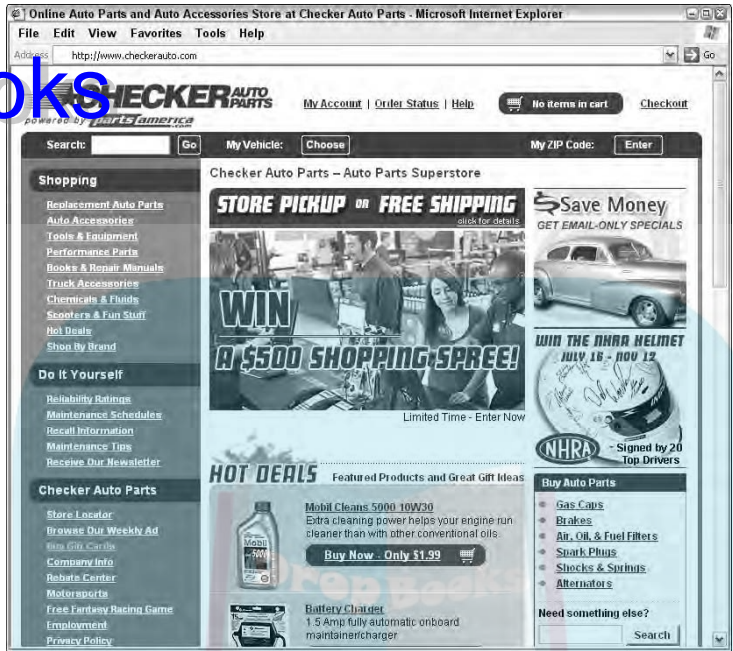 Online Auto Parts and Auto Accessories Store at Checker Auto Parts - Microsoft Internet Explorer
File Edit View Favorites Tools Help
Address http://www.checkerauto.com Go
oks
CHECKER AUTO PARTS
powered by partsamerica.com
My Account | Order Status | Help
No items in cart
Checkout
Search: Go My Vehicle: Choose My ZIP Code: Enter
Shopping
Replacement Auto Parts
Auto Accessories
Tools & Equipment
Performance Parts
Books & Repair Manuals
Truck Accessories
Chemicals & Fluids
Scooters & Fun Stuff
Hot Deals
Shop By Brand
Do It Yourself
Reliability Ratings
Maintenance Schedules
Recall Information
Maintenance Tips
Receive Our Newsletter
Checker Auto Parts
Store Locator
Browse Our Weekly Ad
Buy Gift Cards
Company Info
Rebate Center
Motorsports
Free Fantasy Racing Game
Employment
Privacy Policy
Checker Auto Parts – Auto Parts Superstore
STORE PICKUP OR FREE SHIPPING
click for details
WIN
A $500 SHOPPING SPREE!
Limited Time - Enter Now
HOT DEALS Featured Products and Great Gift Ideas
Mobil
5000
Mobil Cleans 5000 10W30
Extra cleaning power helps your engine run
cleaner than with other conventional oils
Buy Now - Only $1.99
Drop Books
Battery Charger
1.5 Amp fully automatic onboard
maintainer/charger
Save Money
GET EMAIL-ONLY SPECIALS
WIN THE NHRA HELMET
JULY 16 - NOV 12
NHRA
- Signed by 20
Top Drivers
Buy Auto Parts
Gas Caps
Brakes
Air, Oil, & Fuel Filters
Spark Plugs
Shocks & Springs
Alternators
Need something else?
Search